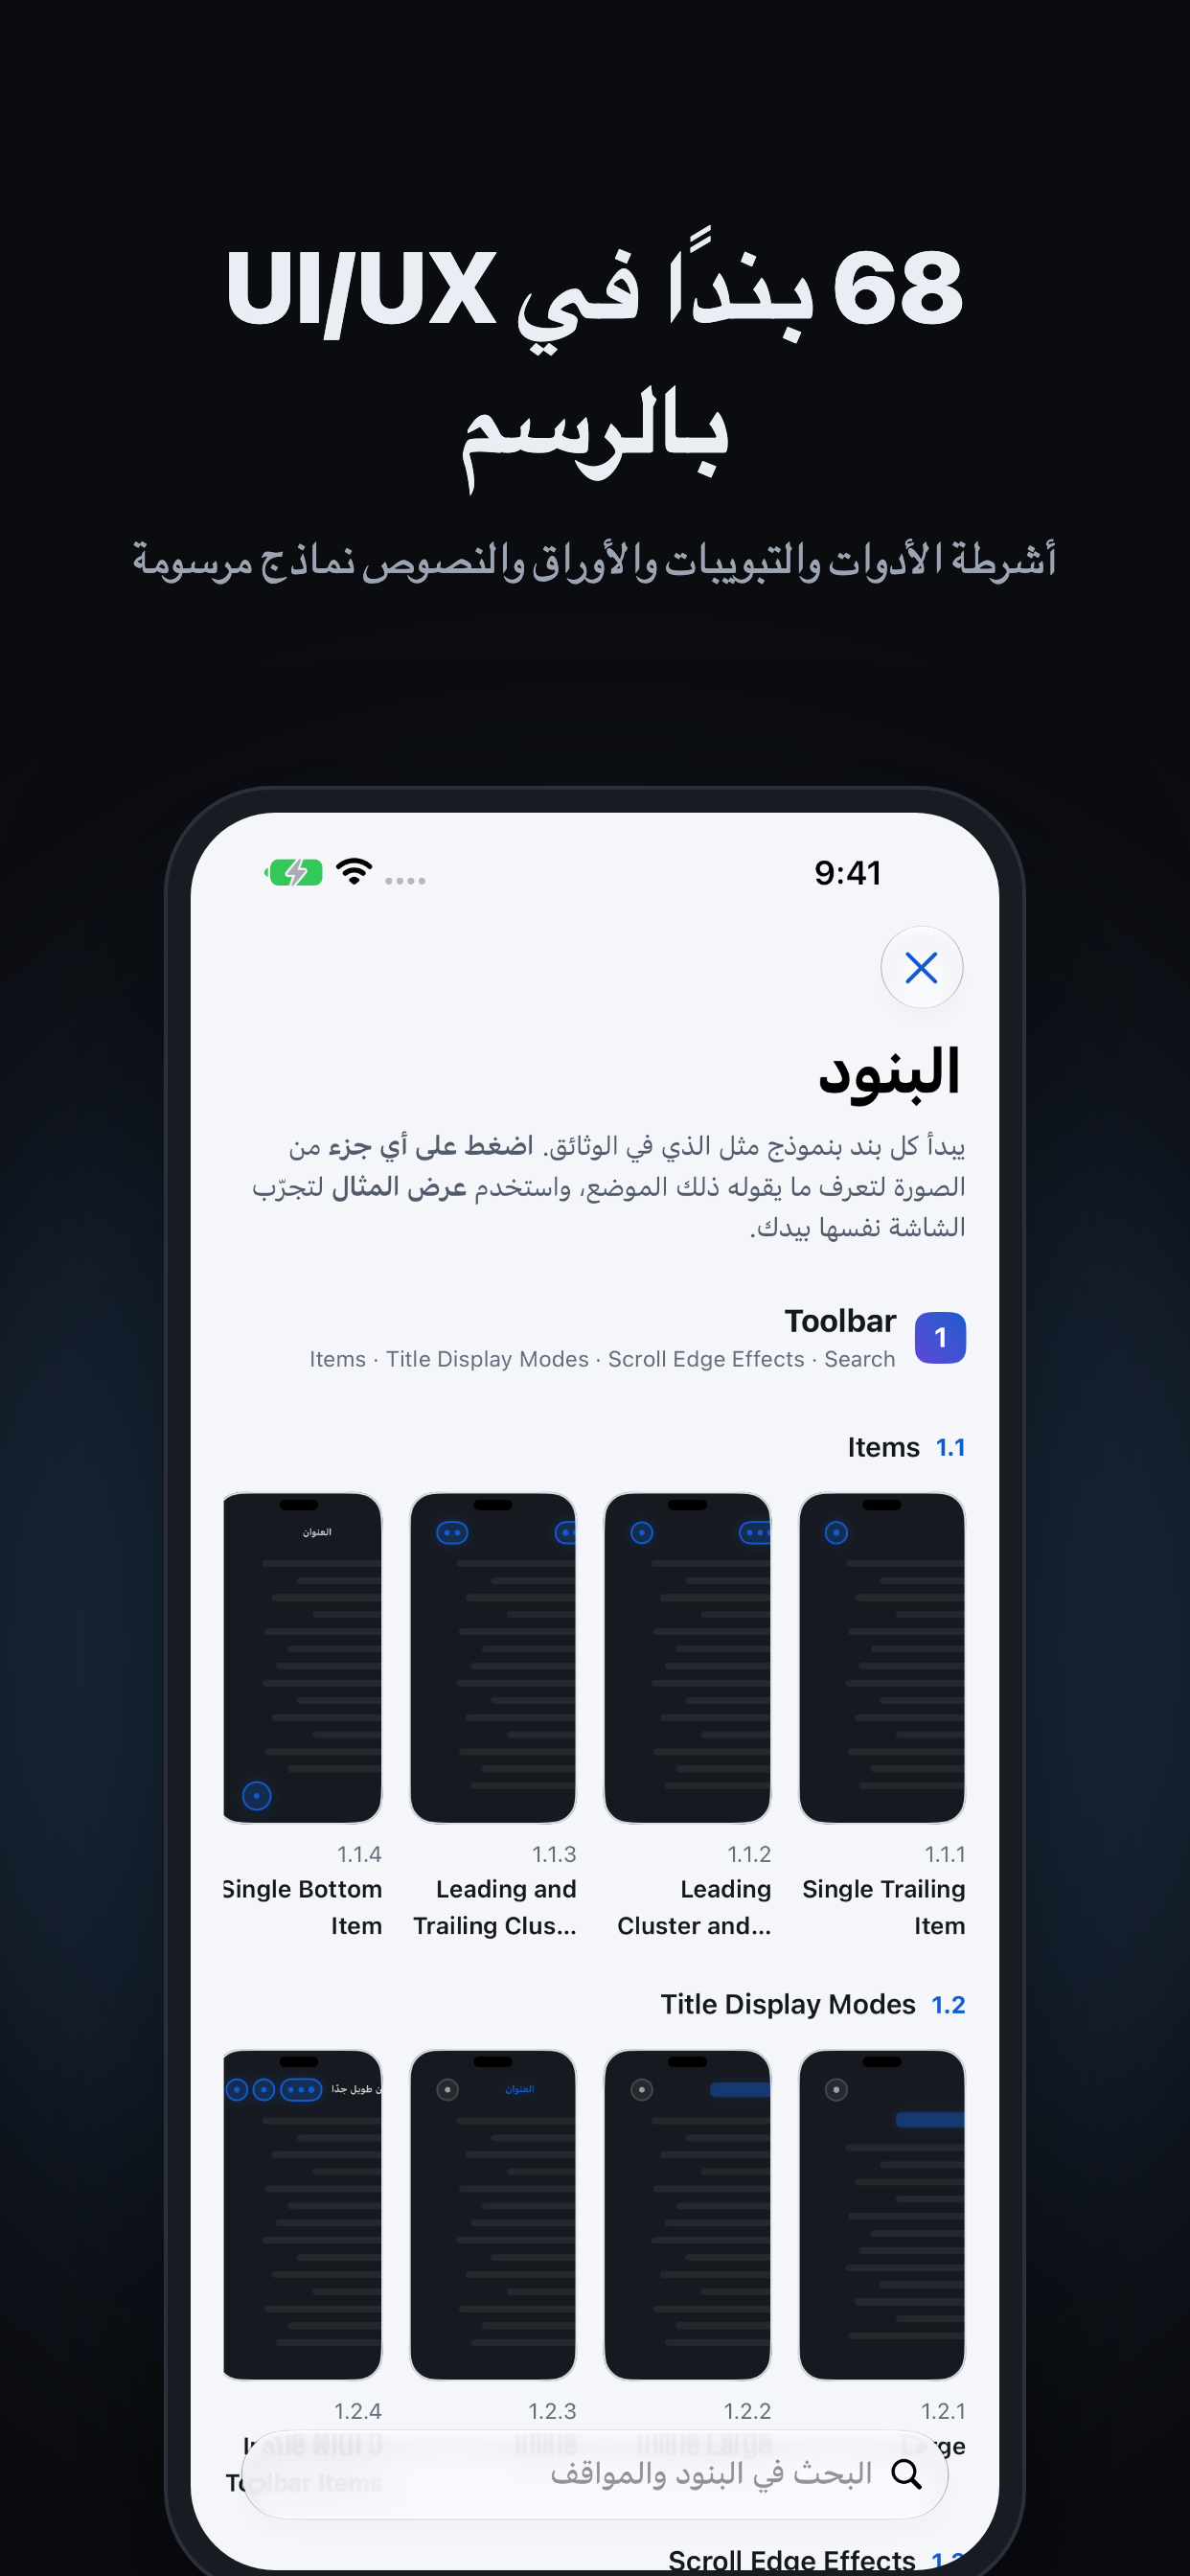 68 بندًا في UI/UX
بالرسم
أشرطة الأدوات والتبويبات والأوراق والنصوص نماذج مرسومة
9:41
البنود
يبدأ كل بند بنموذج مثل الذي في الوثائق. اضغط على أي جزء من
الصورة لتعرف ما يقوله ذلك الموضع، واستخدم عرض المثال لتجرّب
الشاشة نفسها بيدك.
1 Toolbar
Items · Title Display Modes · Scroll Edge Effects · Search
1.1 Items
العنوان
1.1.1
Single Trailing
Item
1.1.2
Leading
Cluster and...
1.1.3
Leading and
Trailing Clus...
1.1.4
Single Bottom
Item
1.2 Title Display Modes
العنوان
طويل جدًا
1.2.1
1.2.2
1.2.3
1.2.4
البحث في البنود والمواقف
Scroll Edge Effects